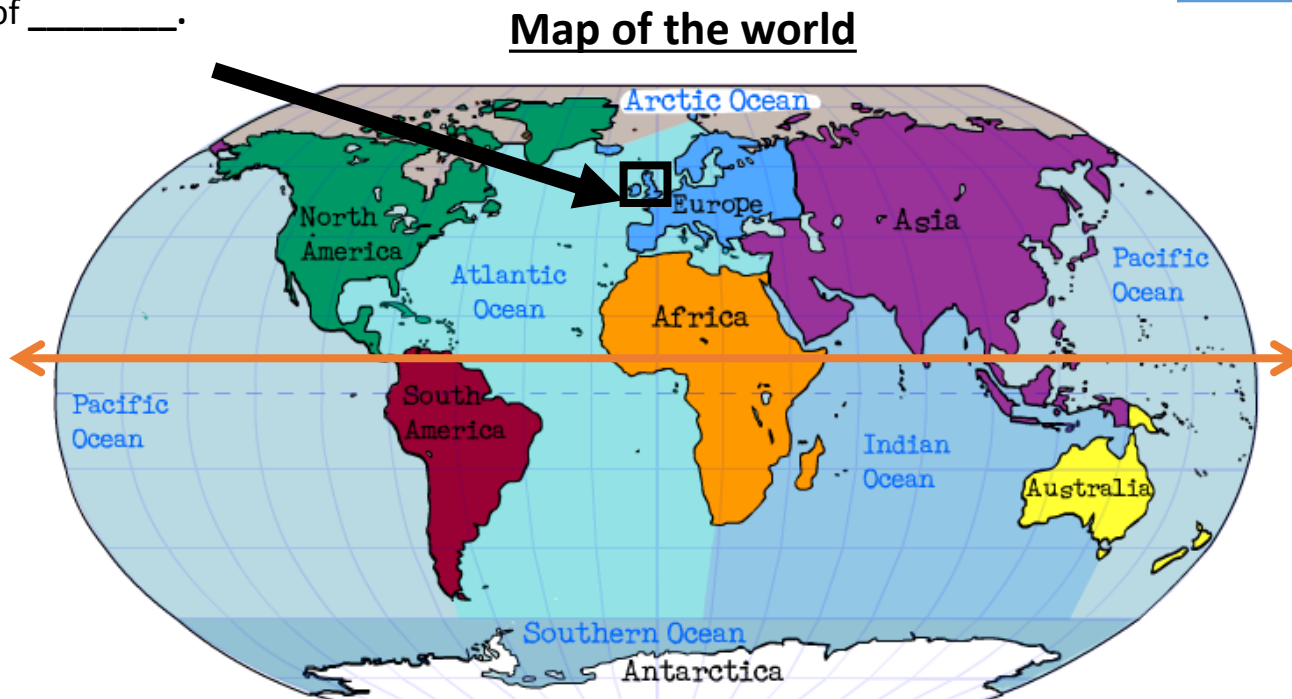 of ________.
Map of the world
Arctic Ocean
North
America
Europe
Asia
Atlantic
Ocean
Pacific
Ocean
Africa
Pacific
Ocean
South
America
Indian
Ocean
Australia
Southern Ocean
Antarctica